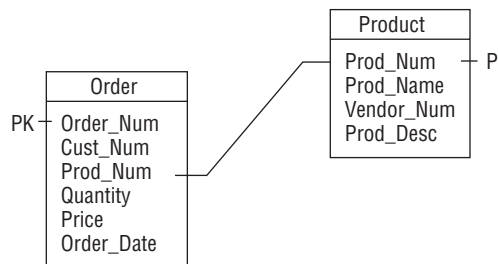 Product
Prod_Num
P
Prod_Name
Vendor_Num
Prod_Desc
Order
PK
Order_Num
Cust_Num
Prod_Num
Quantity
Price
Order_Date